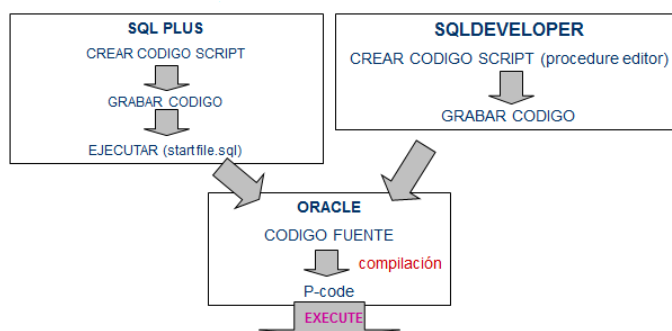 SQL PLUS
CREAR CODIGO SCRIPT
GRABAR CODIGO
EJECUTAR (startfile.sql)
SQLDEVELOPER
CREAR CODIGO SCRIPT (procedure editor)
GRABAR CODIGO
ORACLE
CODIGO FUENTE
compilación
P-code
EXECUTE